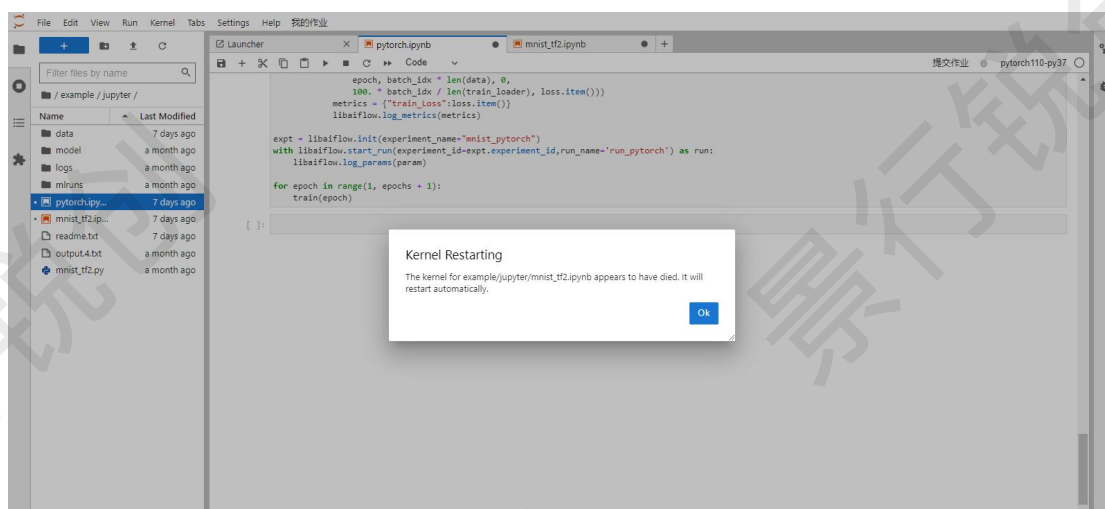 File Edit View Run Kernel Tabs Settings Help 我的作业
Launcher × pytorch.ipynb mnist_tf2.ipynb +
Filter files by name
Code
提交作业 pytorch110-py37
/ example / jupyter /
Name Last Modified
data 7 days ago
model a month ago
logs a month ago
mlruns a month ago
pytorch.ipy... 7 days ago
mnist_tf2.ip... 7 days ago
readme.txt 7 days ago
output.4.txt a month ago
mnist_tf2.py a month ago
epoch, batch_idx * len(data), 0,
100. * batch_idx / len(train_loader), loss.item()))
metrics = {"train_Loss":loss.item()}
libaiflow.log_metrics(metrics)
expt = libaiflow.init(experiment_name="mnist_pytorch")
with libaiflow.start_run(experiment_id=expt.experiment_id,run_name='run_pytorch') as run:
libaiflow.log_params(param)
for epoch in range(1, epochs + 1):
train(epoch)
[ ]:
Kernel Restarting
The kernel for example/jupyter/mnist_tf2.ipynb appears to have died. It will
restart automatically.
Ok
锐创
景行锐